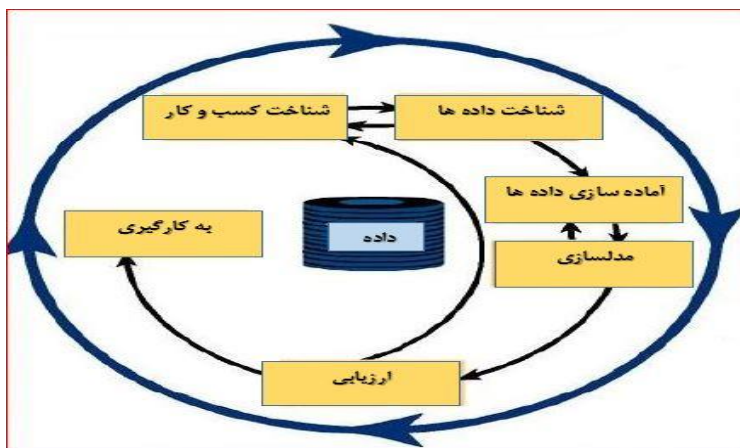 شناخت کسب و کار
شناخت داده ها
آماده سازی داده ها
به کارگیری
داده
مدلسازی
ارزیابی